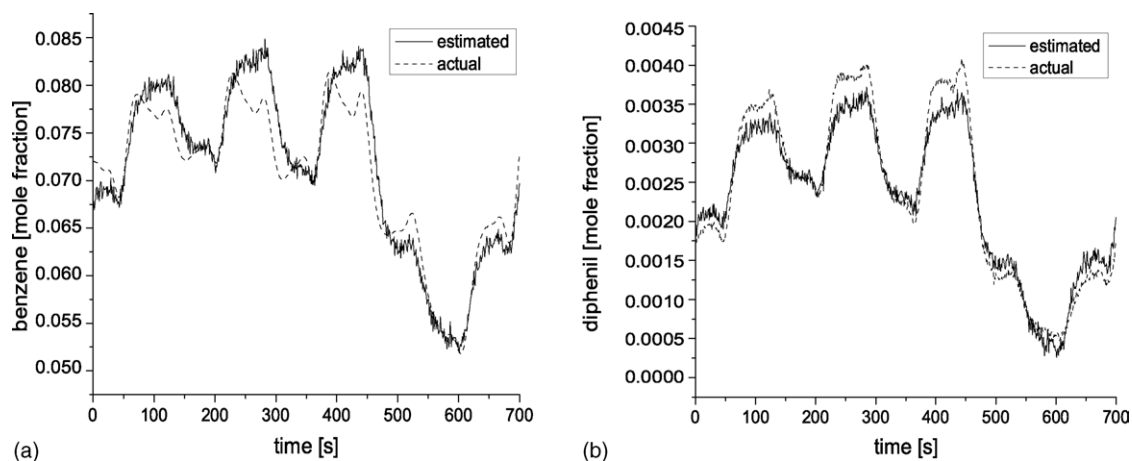 0.085
0.080
0.075
0.070
0.065
0.060
0.055
0.050
benzene [mole fraction]
estimated
actual
0 100 200 300 400 500 600 700
time [s]
(a)
0.0045
0.0040
0.0035
0.0030
0.0025
0.0020
0.0015
0.0010
0.0005
0.0000
diphenil [mole fraction]
estimated
actual
0 100 200 300 400 500 600 700
time [s]
(b)